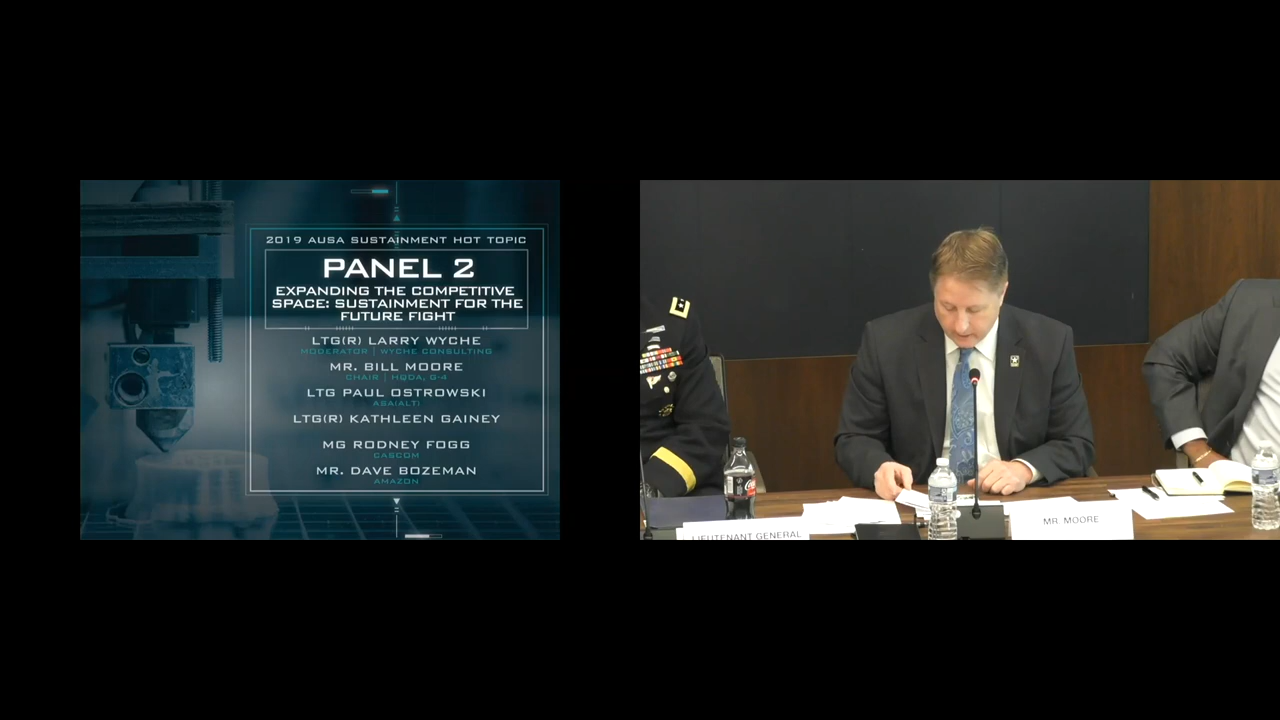 2019 AUSA SUSTAINMENT HOT TOPIC
PANEL 2
EXPANDING THE COMPETITIVE
SPACE: SUSTAINMENT FOR THE
FUTURE FIGHT
LTG(R) LARRY WYCHE
MODERATOR | WYCHE CONSULTING
MR. BILL MOORE
CHAIR | HQDA, G-4
LTG PAUL OSTROWSKI
ASA(ALT)
LTG(R) KATHLEEN GAINEY
MG RODNEY FOGG
CASCOM
MR. DAVE BOZEMAN
AMAZON
LIEUTENANT GENERAL
MR. MOORE